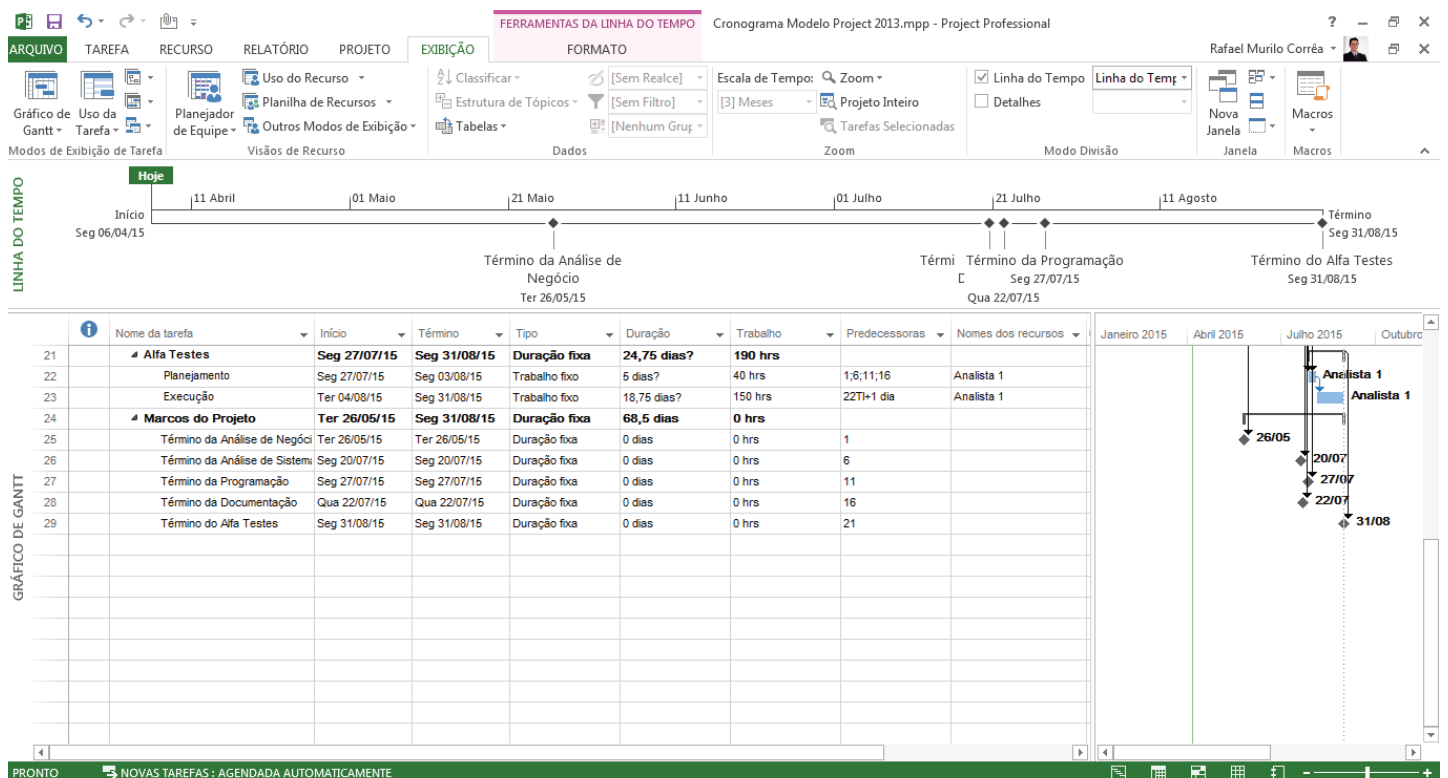 FERRAMENTAS DA LINHA DO TEMPO
Cronograma Modelo Project 2013.mpp - Project Professional
ARQUIVO TAREFA RECURSO RELATÓRIO PROJETO EXIBIÇÃO FORMATO
Rafael Murilo Corrêa
Gráfico de Gantt
Uso da Tarefa
Modos de Exibição de Tarefa
Planejador de Equipe
Uso do Recurso
Planilha de Recursos
Outros Modos de Exibição
Visões de Recurso
Classificar
Estrutura de Tópicos
Tabelas
[Sem Realce]
[Sem Filtro]
[Nenhum Grup
Dados
Escala de Tempo:
[3] Meses
Zoom
Projeto Inteiro
Tarefas Selecionadas
Zoom
Linha do Tempo
Linha do Temp
Detalhes
Modo Divisão
Nova Janela
Janela
Macros
Macros
LINHA DO TEMPO
Hoje
11 Abril 01 Maio 21 Maio 11 Junho 01 Julho 21 Julho 11 Agosto
Início
Seg 06/04/15
Término
Seg 31/08/15
Término da Análise de
Negócio
Ter 26/05/15
Térmi
D
Término da Programação
Seg 27/07/15
Qua 22/07/15
Término do Alfa Testes
Seg 31/08/15
GRÁFICO DE GANTT
Nome da tarefa Início Término Tipo Duração Trabalho Predecessoras Nomes dos recursos
21 Alfa Testes Seg 27/07/15 Seg 31/08/15 Duração fixa 24,75 dias? 190 hrs
22 Planejamento Seg 27/07/15 Seg 03/08/15 Trabalho fixo 5 dias? 40 hrs 1;6;11;16 Analista 1
23 Execução Ter 04/08/15 Seg 31/08/15 Trabalho fixo 18,75 dias? 150 hrs 22TI+1 dia Analista 1
24 Marcos do Projeto Ter 26/05/15 Seg 31/08/15 Duração fixa 68,5 dias 0 hrs
25 Término da Análise de Negóci Ter 26/05/15 Ter 26/05/15 Duração fixa 0 dias 0 hrs 1
26 Término da Análise de Sistema Seg 20/07/15 Seg 20/07/15 Duração fixa 0 dias 0 hrs 6
27 Término da Programação Seg 27/07/15 Seg 27/07/15 Duração fixa 0 dias 0 hrs 11
28 Término da Documentação Qua 22/07/15 Qua 22/07/15 Duração fixa 0 dias 0 hrs 16
29 Término do Alfa Testes Seg 31/08/15 Seg 31/08/15 Duração fixa 0 dias 0 hrs 21
Janeiro 2015 Abril 2015 Julho 2015 Outubro
Analista 1
Analista 1
26/05
20/07
27/07
22/07
31/08
PRONTO NOVAS TAREFAS : AGENDADA AUTOMATICAMENTE